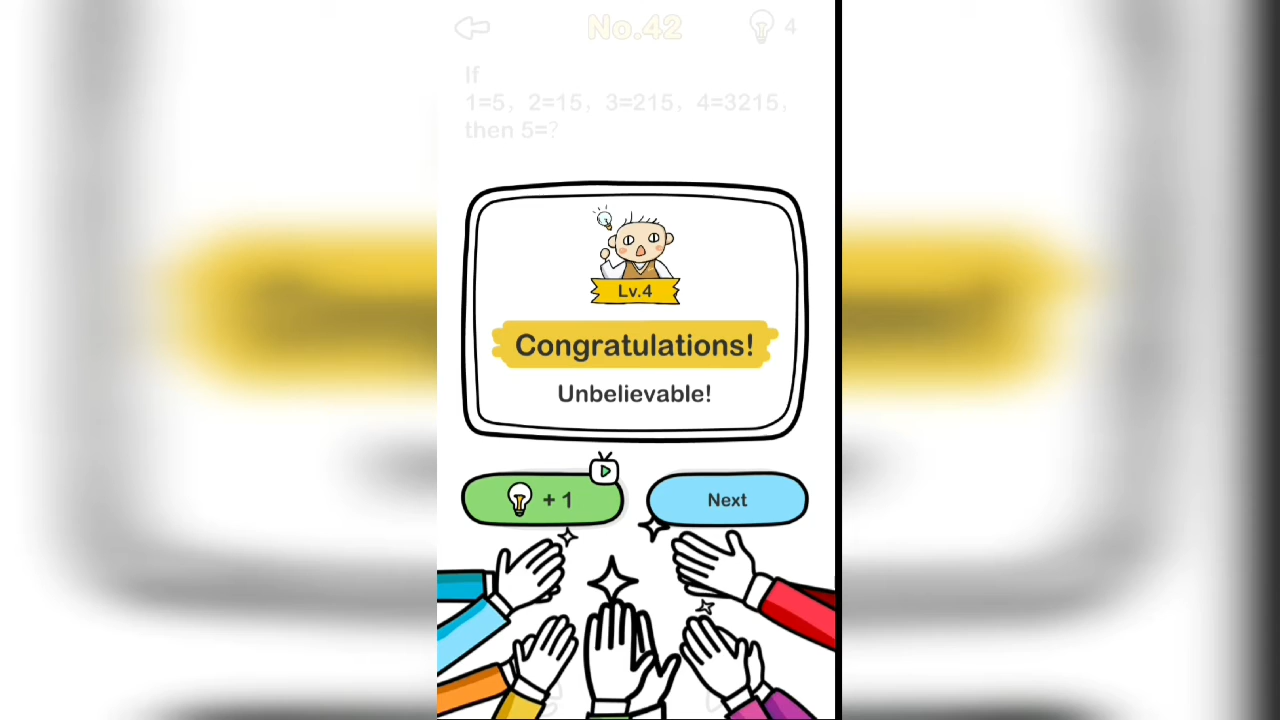 No.42
4
If
1=5, 2=15, 3=215, 4=3215,
then 5=?
Lv.4
Congratulations!
Unbelievable!
+ 1
Next